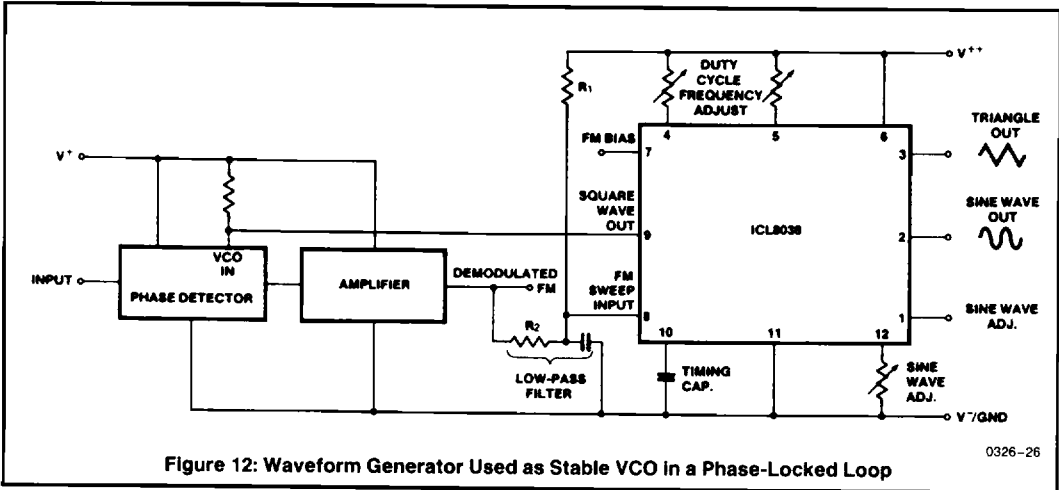 V++
R1
DUTY
CYCLE
FREQUENCY
ADJUST
4
5
6
FM BIAS
7
3
TRIANGLE
OUT
V+
SQUARE
WAVE
OUT
9
ICL8038
2
SINE WAVE
OUT
INPUT
VCO
IN
PHASE DETECTOR
AMPLIFIER
DEMODULATED
FM
FM
SWEEP
INPUT
8
10
11
12
1
SINE WAVE
ADJ.
R2
LOW-PASS
FILTER
TIMING
CAP.
SINE
WAVE
ADJ.
V-/GND
0326-26
Figure 12: Waveform Generator Used as Stable VCO in a Phase-Locked Loop